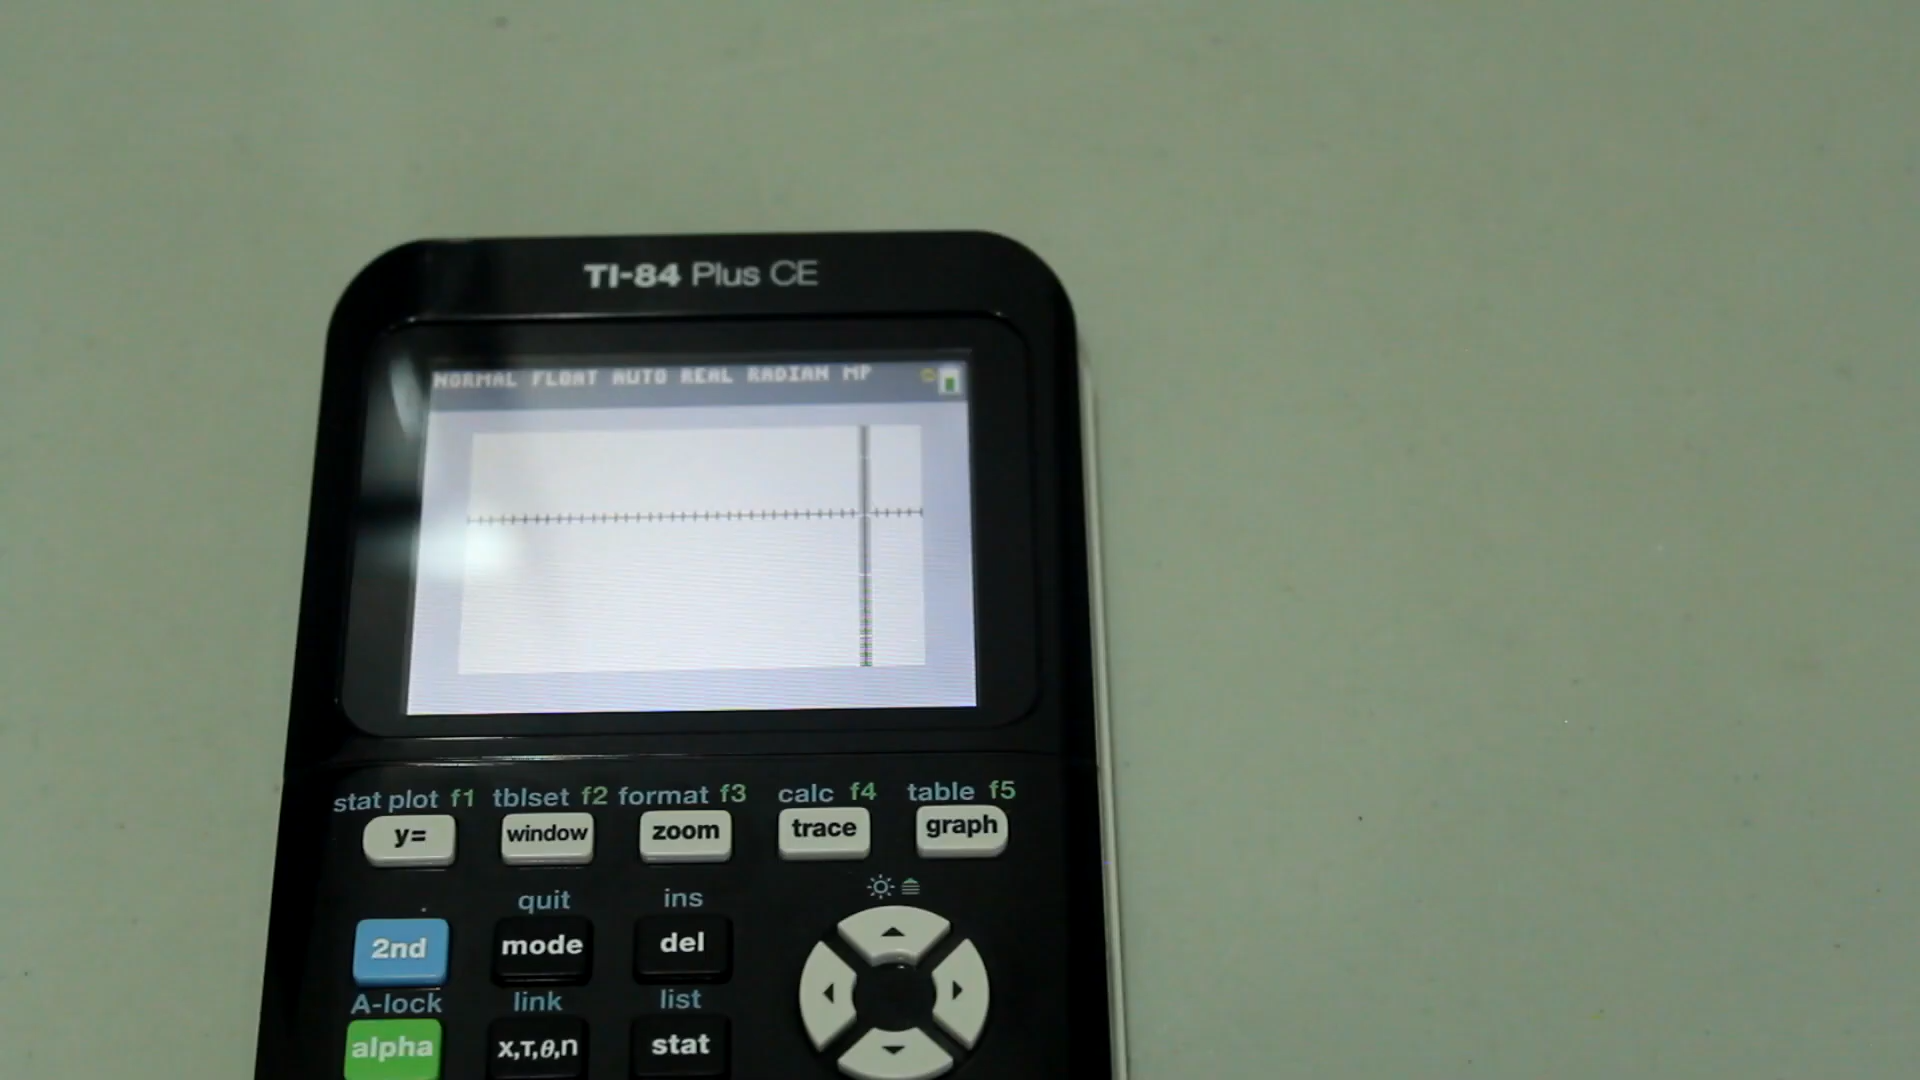 TI-84 Plus CE
NORMAL FLOAT AUTO REAL RADIAN MP
stat plot f1 tblset f2 format f3 calc f4 table f5
y= window zoom trace graph
quit ins
2nd mode del
A-lock link list
alpha X,T,θ,n stat